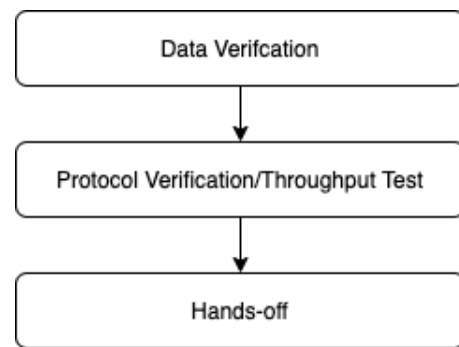 Data Verifcation
Protocol Verification/Throughput Test
Hands-off